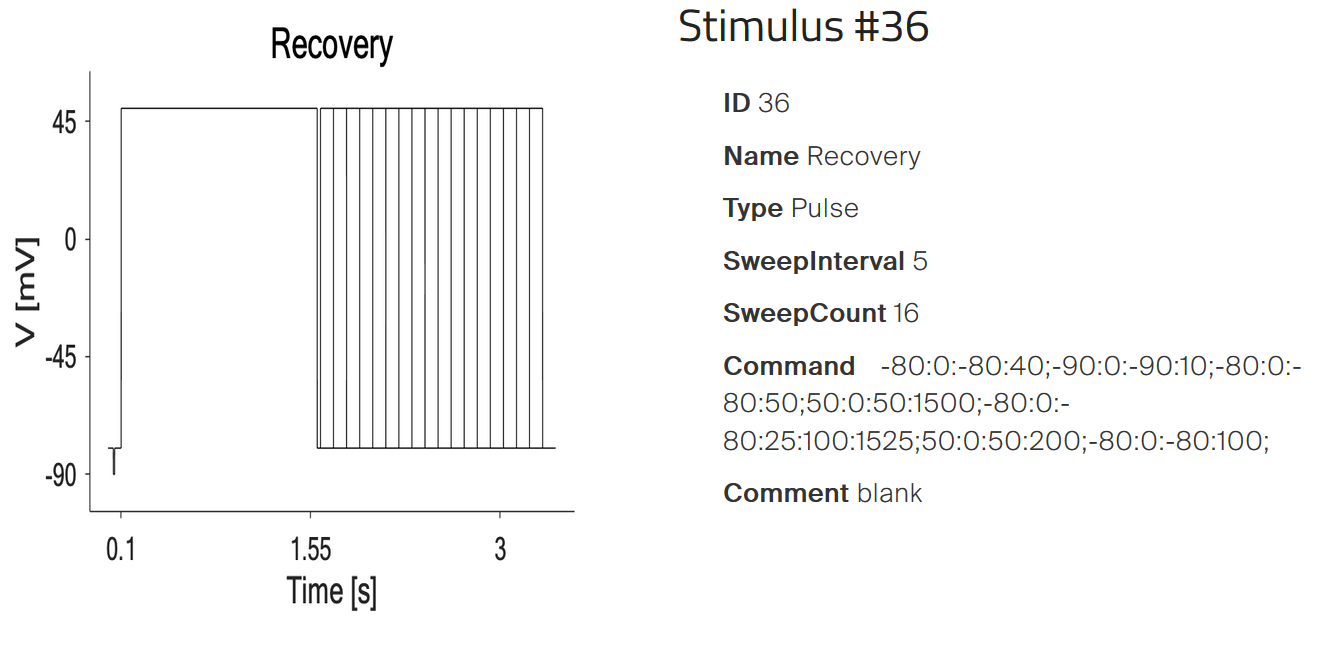 Recovery
45
0
-45
-90
V [mV]
0.1 1.55 3
Time [s]
Stimulus #36
ID 36
Name Recovery
Type Pulse
SweepInterval 5
SweepCount 16
Command -80:0:-80:40;-90:0:-90:10;-80:0:-
80:50;50:0:50:1500;-80:0:-
80:25:100:1525;50:0:50:200;-80:0:-80:100;
Comment blank